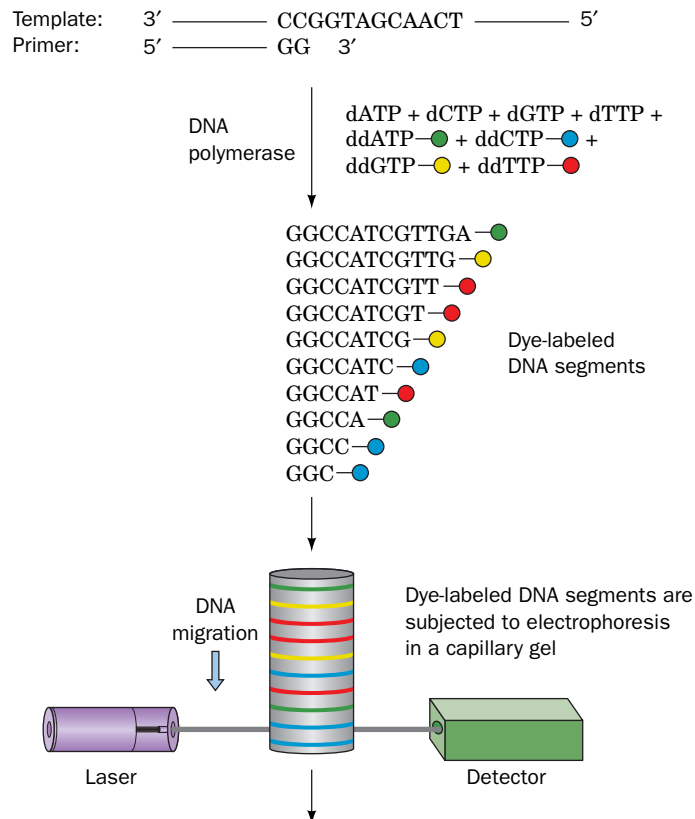 Template: 3′ CCGGTAGCAACT 5′
Primer: 5′ GG 3′
DNA
polymerase
dATP + dCTP + dGTP + dTTP +
ddATP + ddCTP +
ddGTP + ddTTP
GGCCATCGTTGA
GGCCATCGTTG
GGCCATCGTT
GGCCATCGT
GGCCATCG
GGCCATC
GGCCAT
GGCCA
GGCC
GGC
Dye-labeled
DNA segments
DNA
migration
Dye-labeled DNA segments are
subjected to electrophoresis
in a capillary gel
Laser
Detector